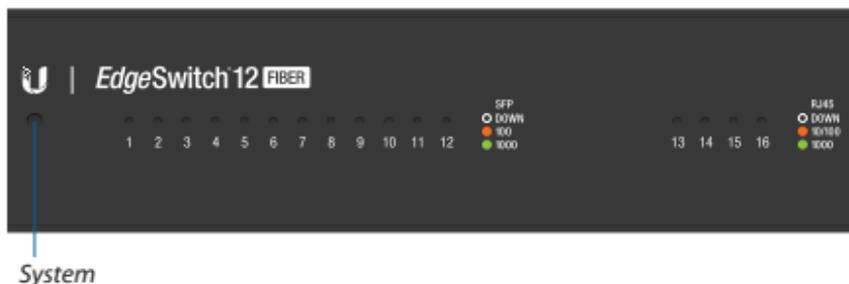 U | EdgeSwitch 12 FIBER
1 2 3 4 5 6 7 8 9 10 11 12
SFP
DOWN
100
1000
13 14 15 16
RJ45
DOWN
10/100
1000
System